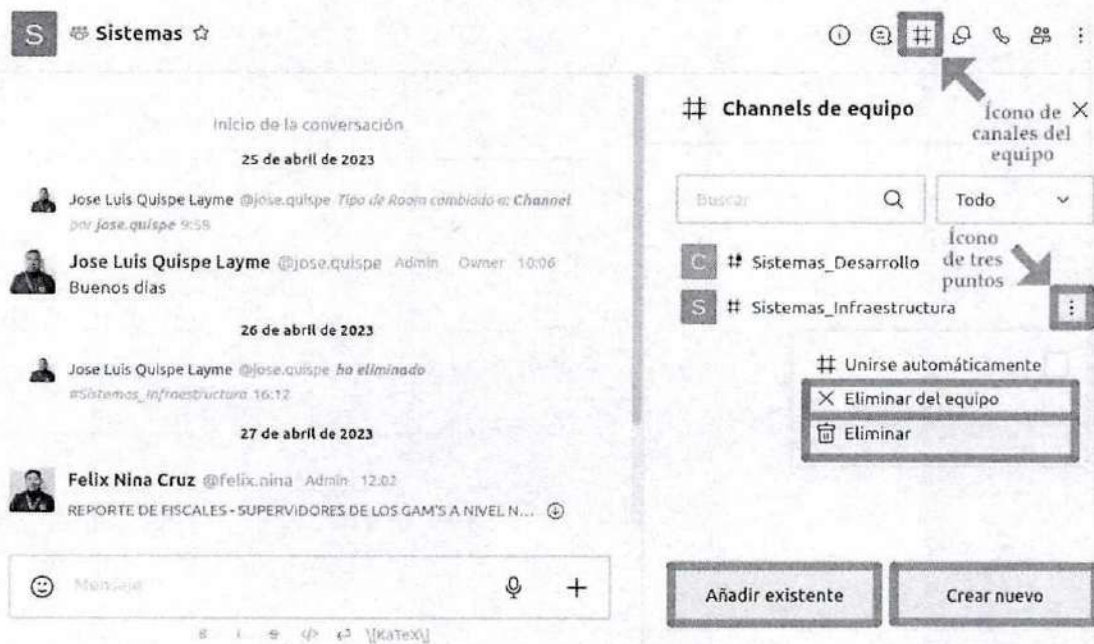 S Sistemas
Inicio de la conversación
25 de abril de 2023
Jose Luis Quispe Layme @jose.quispe Tipo de Room cambiado a: Channel
por jose.quispe 9:58
Jose Luis Quispe Layme @jose.quispe Admin Owner 10:06
Buenos días
26 de abril de 2023
Jose Luis Quispe Layme @jose.quispe ha eliminado
#Sistemas_Infraestructura 16:12
27 de abril de 2023
Felix Nina Cruz @felix.nina Admin 12:02
REPORTE DE FISCALES - SUPERVIDORES DE LOS GAM'S A NIVEL N...
Mensaje
B i S </> \[KaTeX\]
# Channels de equipo
Ícono de
canales del
equipo
Buscar
Todo
C Sistemas_Desarrollo
Ícono
de tres
puntos
S # Sistemas_Infraestructura
# Unirse automáticamente
Eliminar del equipo
Eliminar
Añadir existente
Crear nuevo